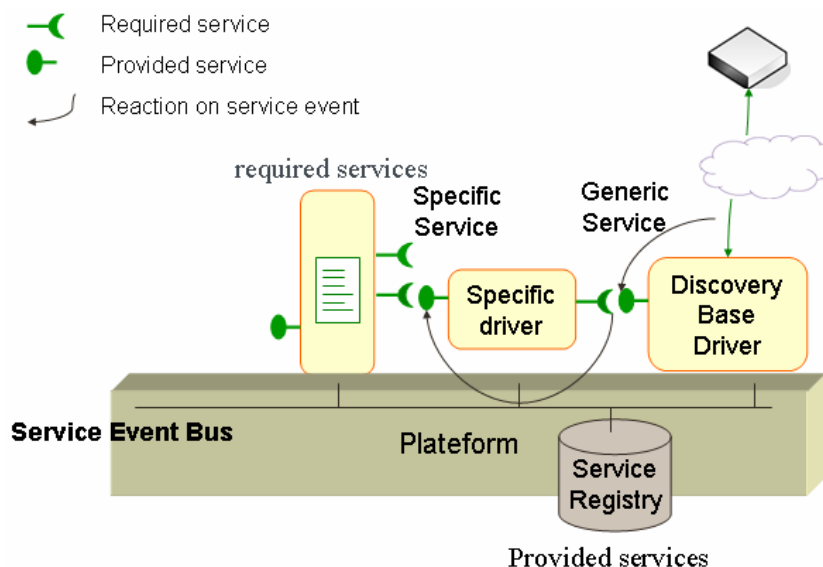 Required service
Provided service
Reaction on service event
required services
Specific
Service
Generic
Service
Specific
driver
Discovery
Base
Driver
Service Event Bus
Plateform
Service
Registry
Provided services